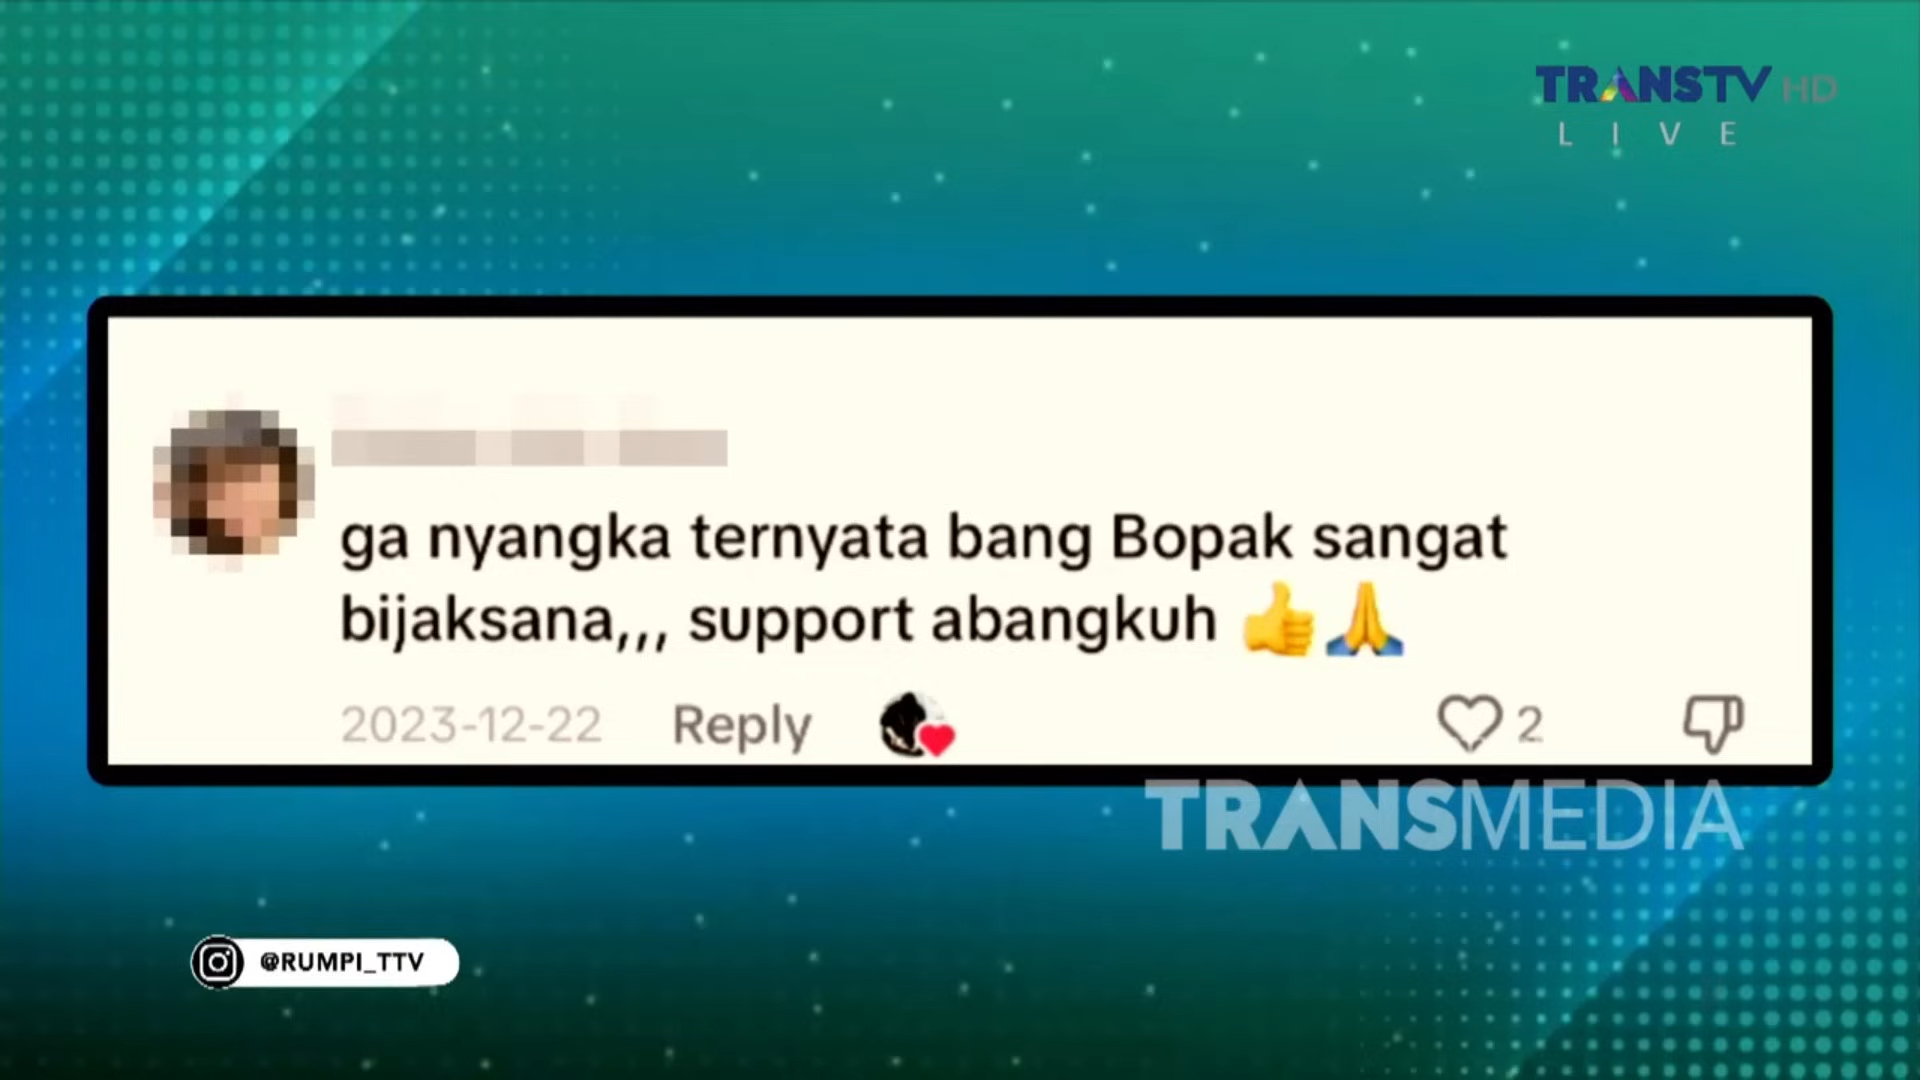 TRANSTV HD
LIVE
ga nyangka ternyata bang Bopak sangat
bijaksana,,, support abangkuh 👍🙏
2023-12-22 Reply 2
TRANSMEDIA
@RUMPI_TTV